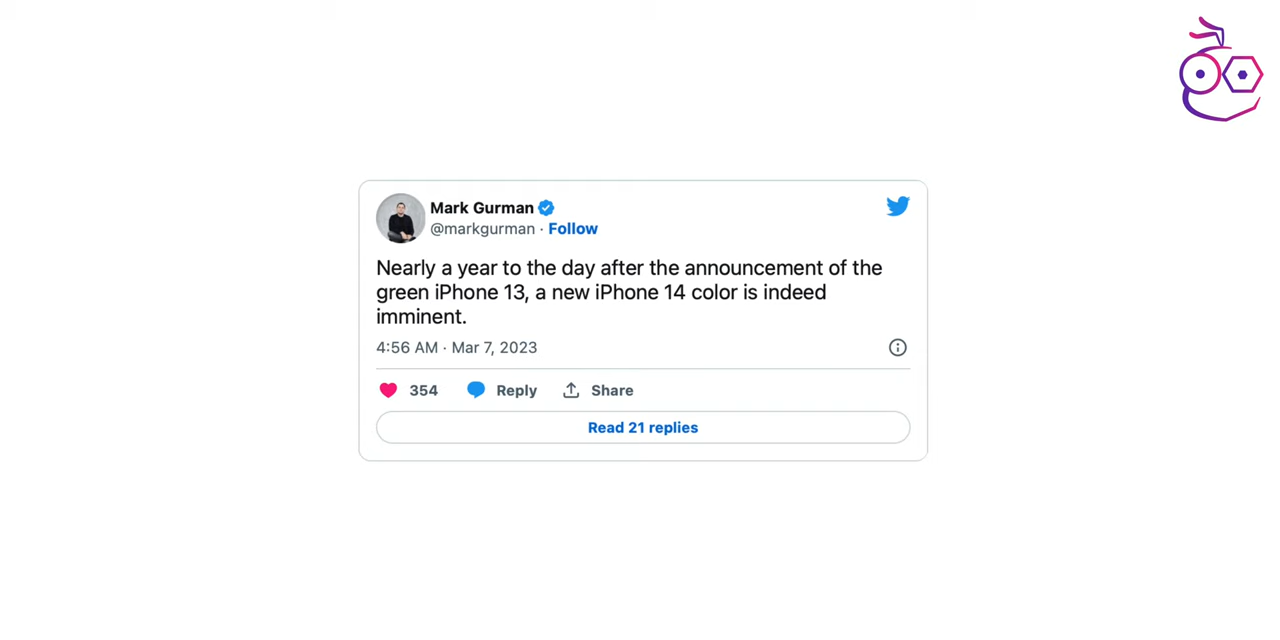 Mark Gurman
@markgurman · Follow
Nearly a year to the day after the announcement of the
green iPhone 13, a new iPhone 14 color is indeed
imminent.
4:56 AM · Mar 7, 2023
354 Reply Share
Read 21 replies